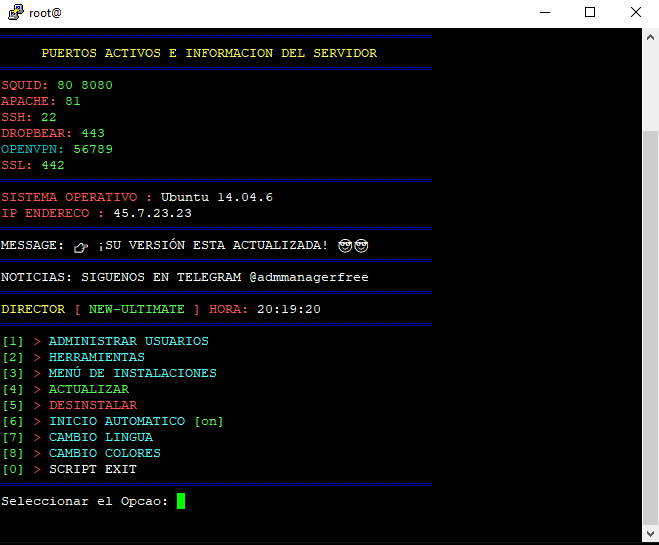 root@
PUERTOS ACTIVOS E INFORMACION DEL SERVIDOR
SQUID: 80 8080
APACHE: 81
SSH: 22
DROPBEAR: 443
OPENVPN: 56789
SSL: 442
SISTEMA OPERATIVO : Ubuntu 14.04.6
IP ENDERECO : 45.7.23.23
MESSAGE: 👉 ¡SU VERSIÓN ESTA ACTUALIZADA! 😎😎
NOTICIAS: SIGUENOS EN TELEGRAM @admmanagerfree
DIRECTOR [ NEW-ULTIMATE ] HORA: 20:19:20
[1] > ADMINISTRAR USUARIOS
[2] > HERRAMIENTAS
[3] > MENÚ DE INSTALACIONES
[4] > ACTUALIZAR
[5] > DESINSTALAR
[6] > INICIO AUTOMATICO [on]
[7] > CAMBIO LINGUA
[8] > CAMBIO COLORES
[0] > SCRIPT EXIT
Seleccionar el Opcao: